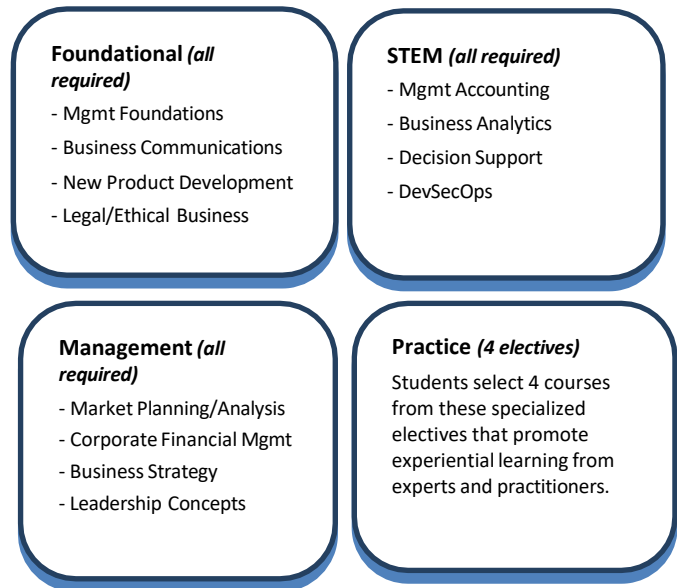 Foundational (all
required)
- Mgmt Foundations
- Business Communications
- New Product Development
- Legal/Ethical Business
STEM (all required)
- Mgmt Accounting
- Business Analytics
- Decision Support
- DevSecOps
Management (all
required)
- Market Planning/Analysis
- Corporate Financial Mgmt
- Business Strategy
- Leadership Concepts
Practice (4 electives)
Students select 4 courses
from these specialized
electives that promote
experiential learning from
experts and practitioners.